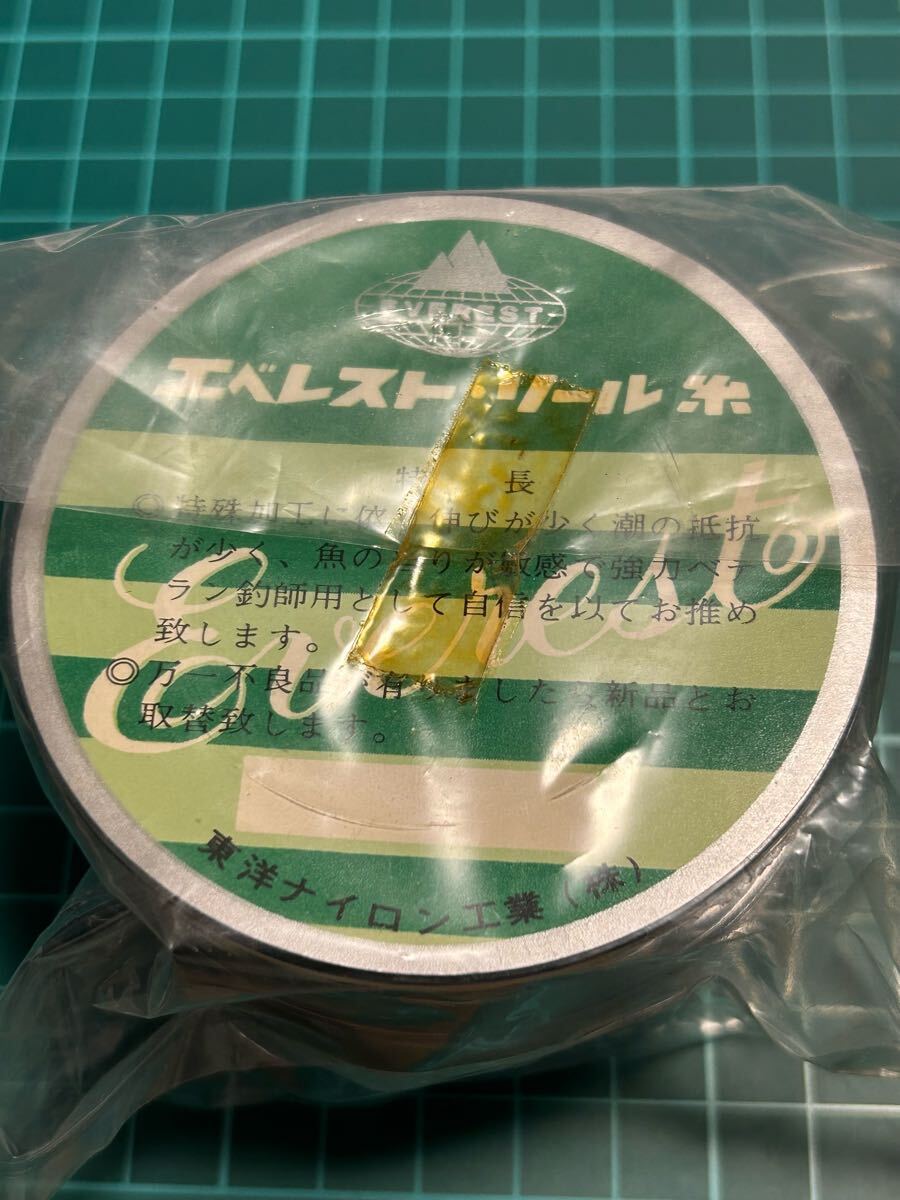 EVEREST
エベレスト・リール糸
特長
◎特殊加工に依り伸びが少く潮の抵抗
が少く、魚の当りが敏感で強力ベテ
ラン釣師用として自信を以てお推め
致します。
◎万一不良品が有りましたら新品とお
取替致します。
Everest
東洋ナイロン工業(株)